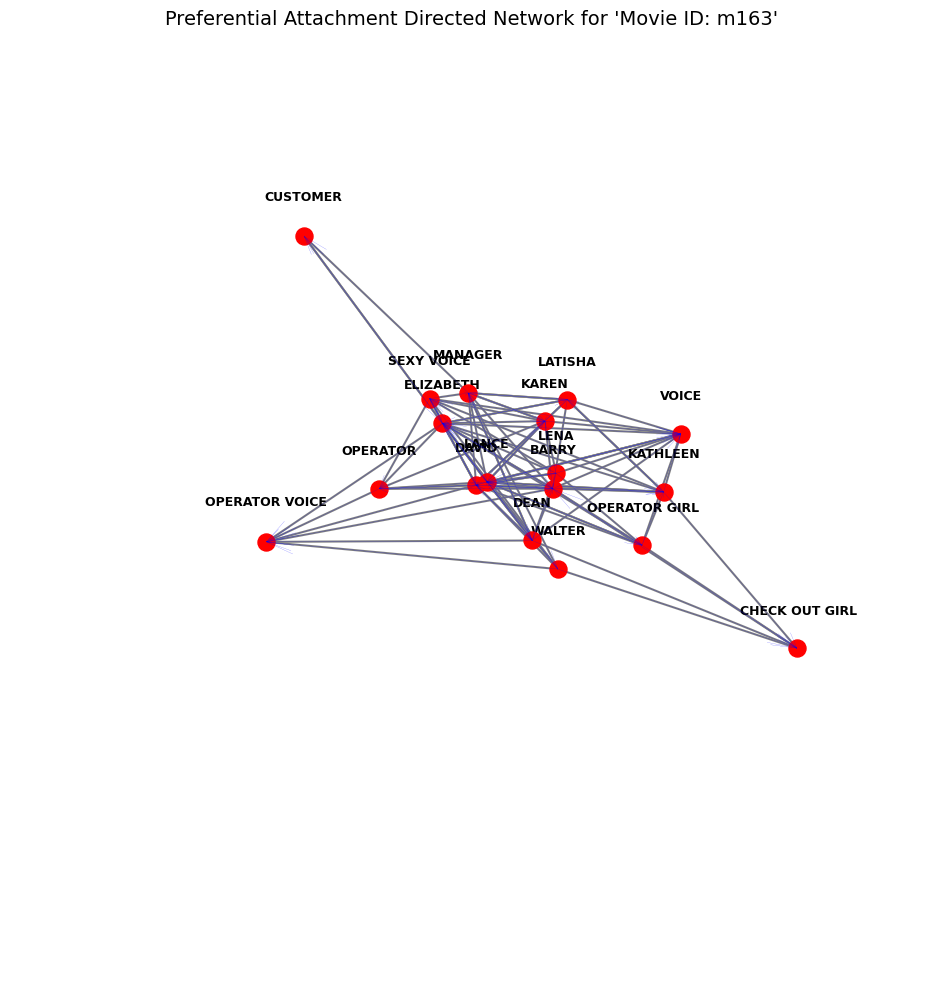 Preferential Attachment Directed Network for 'Movie ID: m163'
CUSTOMER
MANAGER
SEXY VOICE
LATISHA
ELIZABETH
KAREN
VOICE
LENA
LANCE
DAVID
OPERATOR
BARRY
KATHLEEN
OPERATOR VOICE
DEAN
OPERATOR GIRL
WALTER
CHECK OUT GIRL